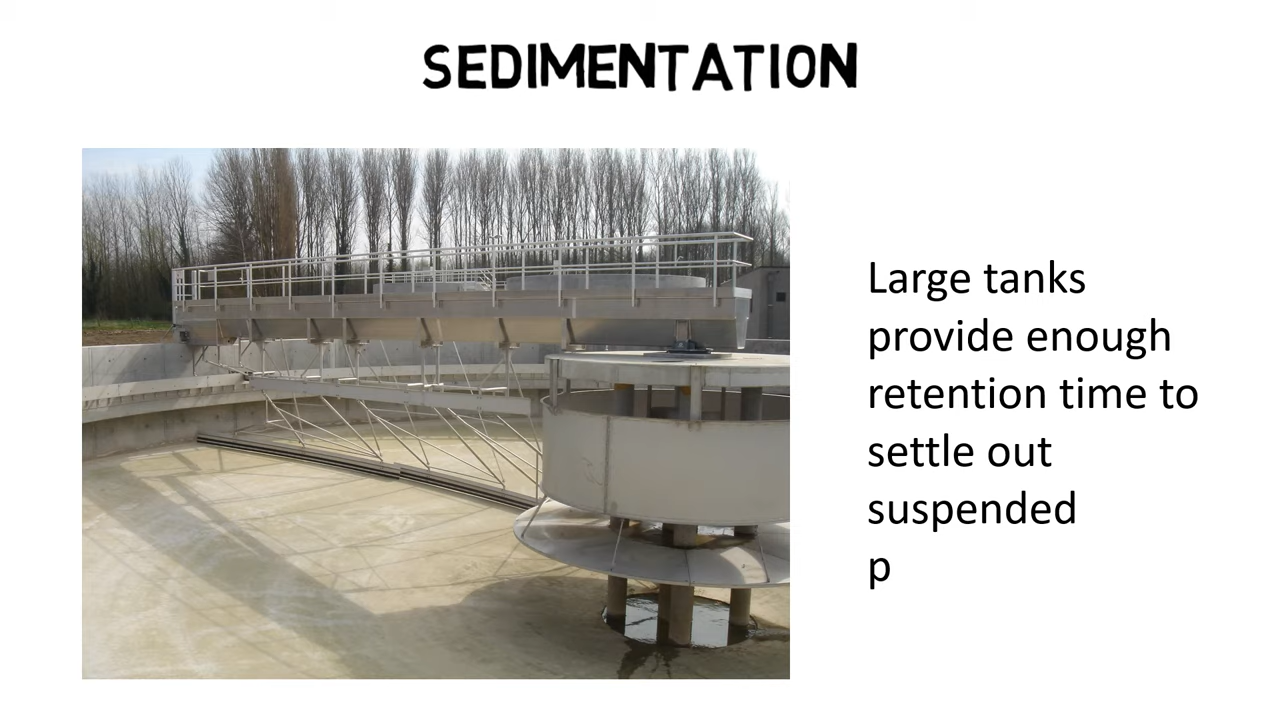 SEDIMENTATION
Large tanks
provide enough
retention time to
settle out
suspended
p